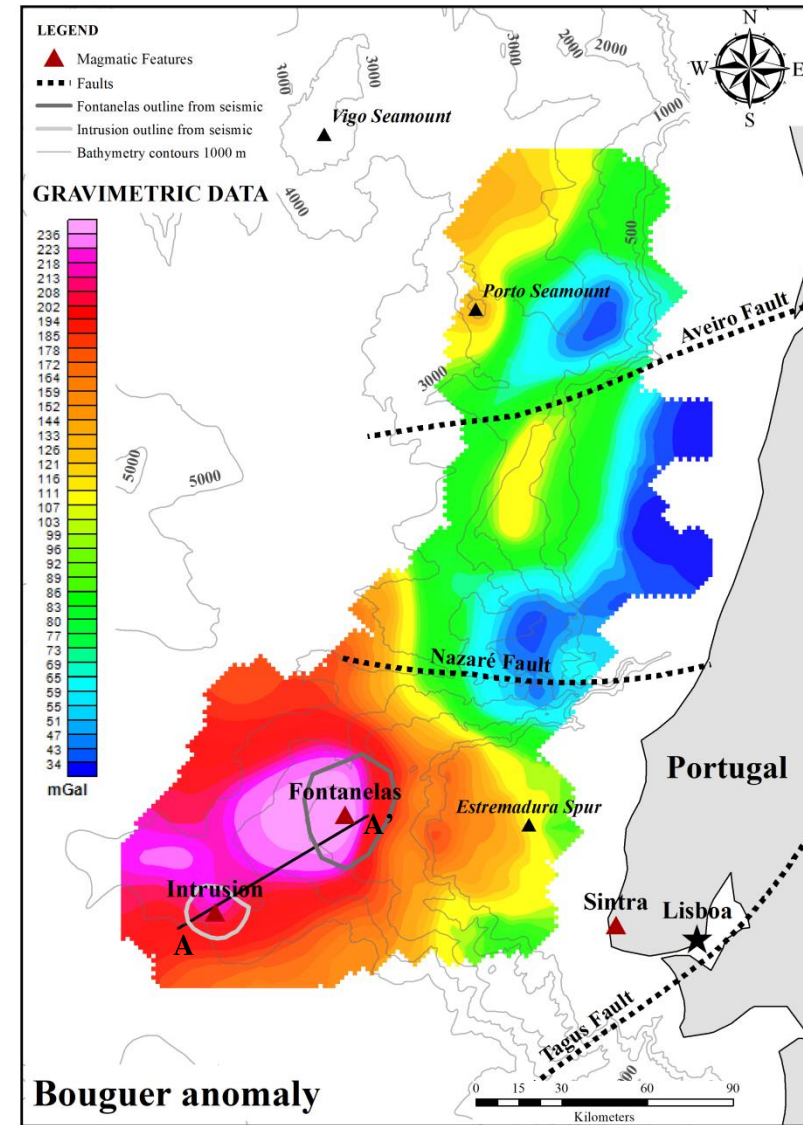 LEGEND
Magmatic Features
Faults
Fontanelas outline from seismic
Intrusion outline from seismic
Bathymetry contours 1000 m
GRAVIMETRIC DATA
236
223
218
213
208
202
194
185
178
172
164
159
152
144
133
126
121
116
111
107
103
99
96
92
89
86
83
80
77
73
69
65
59
55
51
47
43
34
mGal
N
W E
S
3000
3000
3000
2000
2000
1000
4000
500
3000
5000
5000
Vigo Seamount
Porto Seamount
Aveiro Fault
Nazaré Fault
Portugal
Fontanelas
A'
Estremadura Spur
Intrusion
A
Sintra
Lisboa
Tagus Fault
Bouguer anomaly
0 15 30 60 90
Kilometers